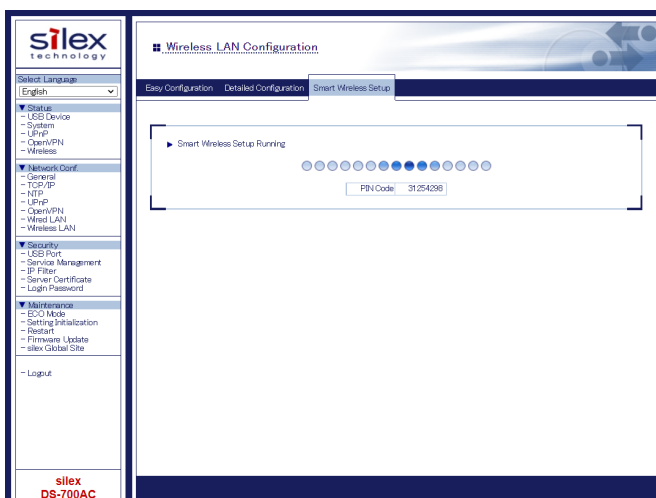 silex
technology
Select Language
English
▼ Status
- USB Device
- System
- UPnP
- OpenVPN
- Wireless
▼ Network Conf.
- General
- TCP/IP
- NTP
- UPnP
- OpenVPN
- Wired LAN
- Wireless LAN
▼ Security
- USB Port
- Service Management
- IP Filter
- Server Certificate
- Login Password
▼ Maintenance
- ECO Mode
- Setting Initialization
- Restart
- Firmware Update
- silex Global Site
- Logout
silex
DS-700AC
Wireless LAN Configuration
Easy Configuration Detailed Configuration Smart Wireless Setup
Smart Wireless Setup Running
PIN Code 31254298